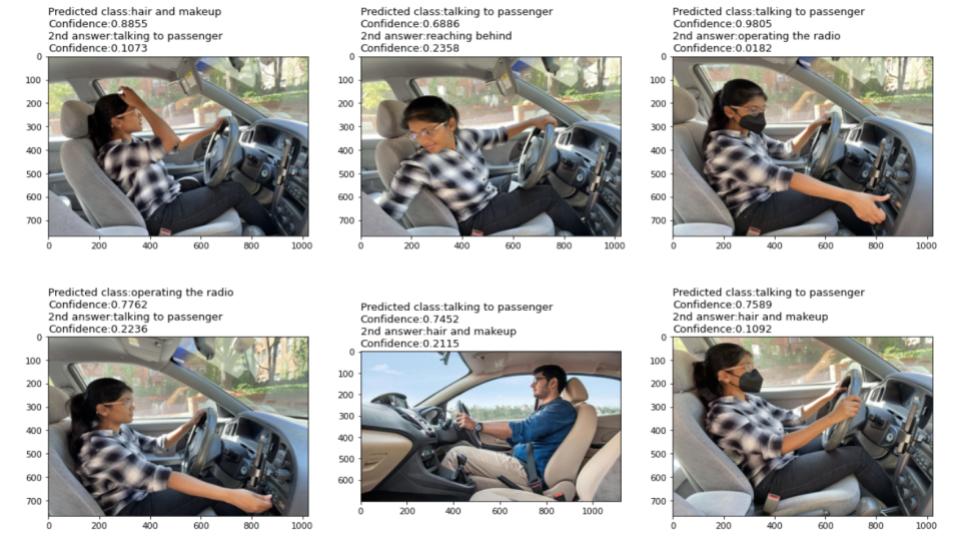 Predicted class:hair and makeup
Confidence:0.8855
2nd answer:talking to passenger
Confidence:0.1073
0
100
200
300
400
500
600
700
0 200 400 600 800 1000
Predicted class:talking to passenger
Confidence:0.6886
2nd answer:reaching behind
Confidence:0.2358
0
100
200
300
400
500
600
700
0 200 400 600 800 1000
Predicted class:talking to passenger
Confidence:0.9805
2nd answer:operating the radio
Confidence:0.0182
0
100
200
300
400
500
600
700
0 200 400 600 800 1000
Predicted class:operating the radio
Confidence:0.7762
2nd answer:talking to passenger
Confidence:0.2236
0
100
200
300
400
500
600
700
0 200 400 600 800 1000
Predicted class:talking to passenger
Confidence:0.7452
2nd answer:hair and makeup
Confidence:0.2115
0
100
200
300
400
500
600
0 200 400 600 800 1000
Predicted class:talking to passenger
Confidence:0.7589
2nd answer:hair and makeup
Confidence:0.1092
0
100
200
300
400
500
600
700
0 200 400 600 800 1000